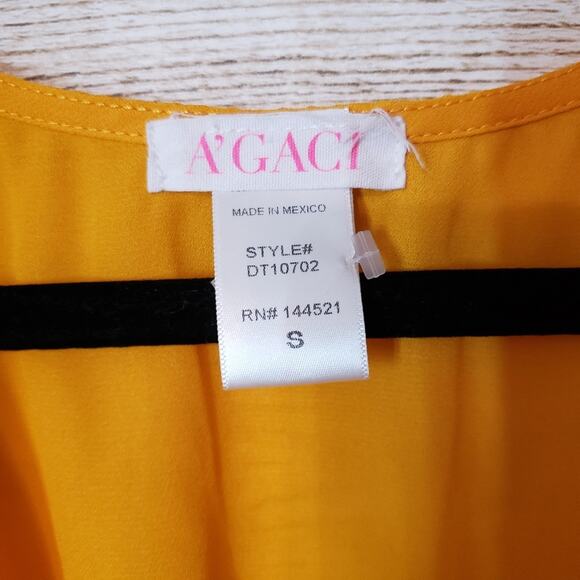 A'GACI
MADE IN MEXICO
STYLE#
DT10702
RN# 144521
S